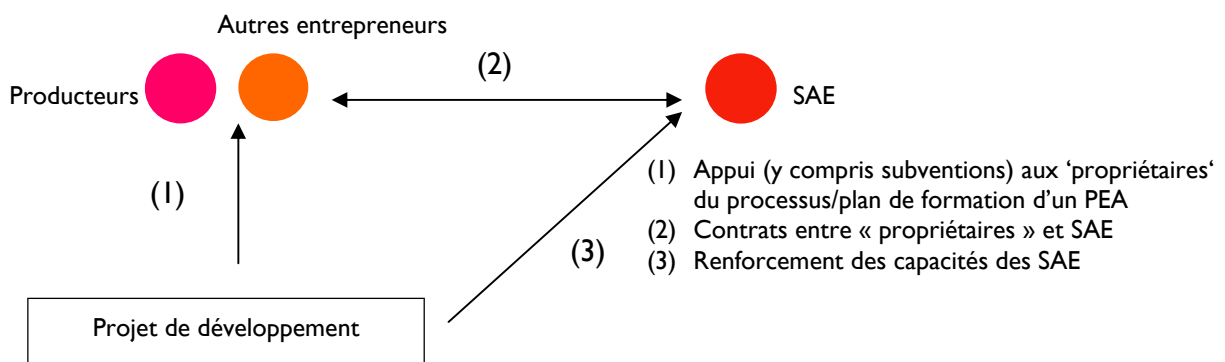 Autres entrepreneurs
(2)
Producteurs
SAE
(1) Appui (y compris subventions) aux ‘propriétaires‘
du processus/plan de formation d’un PEA
(1)
(2) Contrats entre « propriétaires » et SAE
(3) Renforcement des capacités des SAE
(3)
Projet de développement